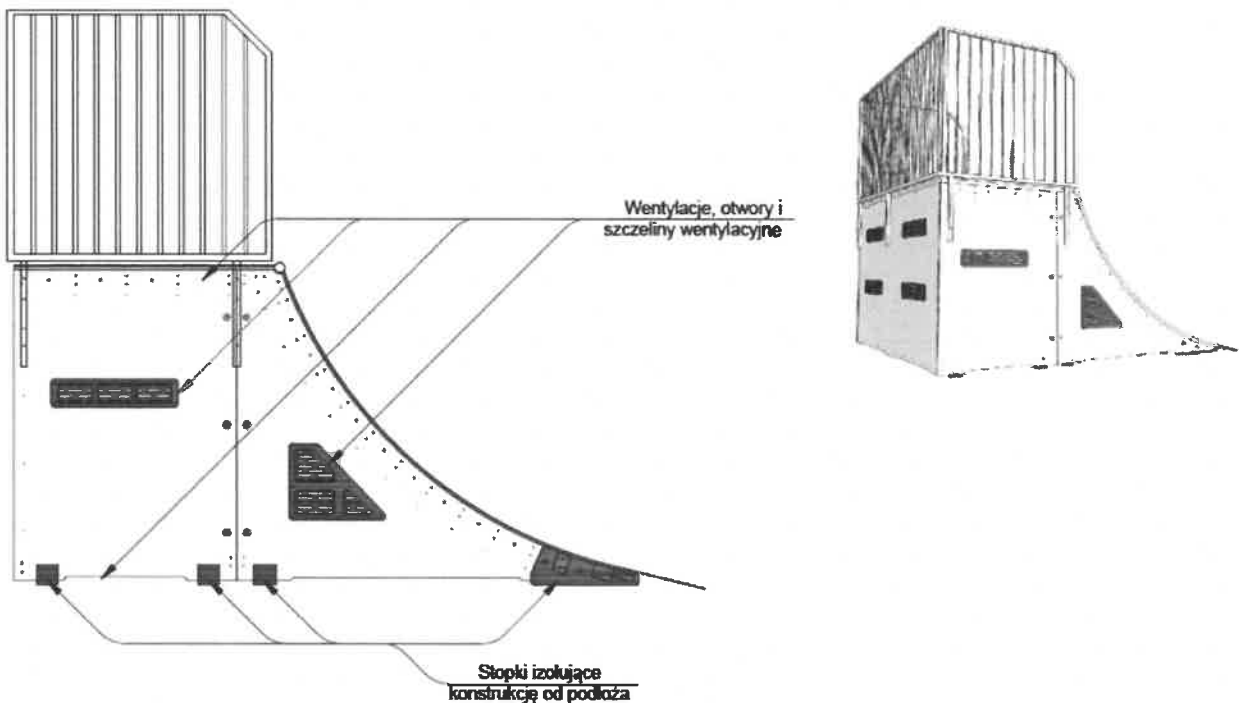 Wentylacje, otwory i
szczeliny wentylacyjne
Stopki izolujące
konstrukcję od podłoża